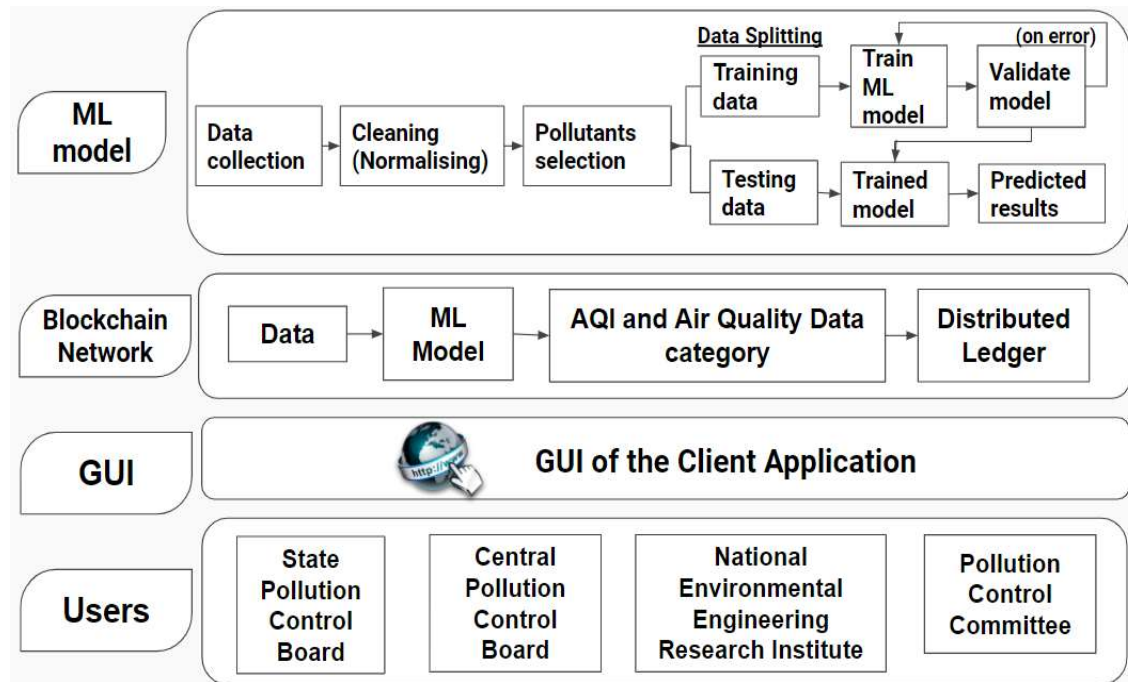 ML
model
Data
collection
Cleaning
(Normalising)
Pollutants
selection
Data Splitting
Training
data
Train
ML
model
(on error)
Validate
model
Testing
data
Trained
model
Predicted
results
Blockchain
Network
Data
ML
Model
AQI and Air Quality Data
category
Distributed
Ledger
GUI
http://www
GUI of the Client Application
Users
State
Pollution
Control
Board
Central
Pollution
Control
Board
National
Environmental
Engineering
Research Institute
Pollution
Control
Committee